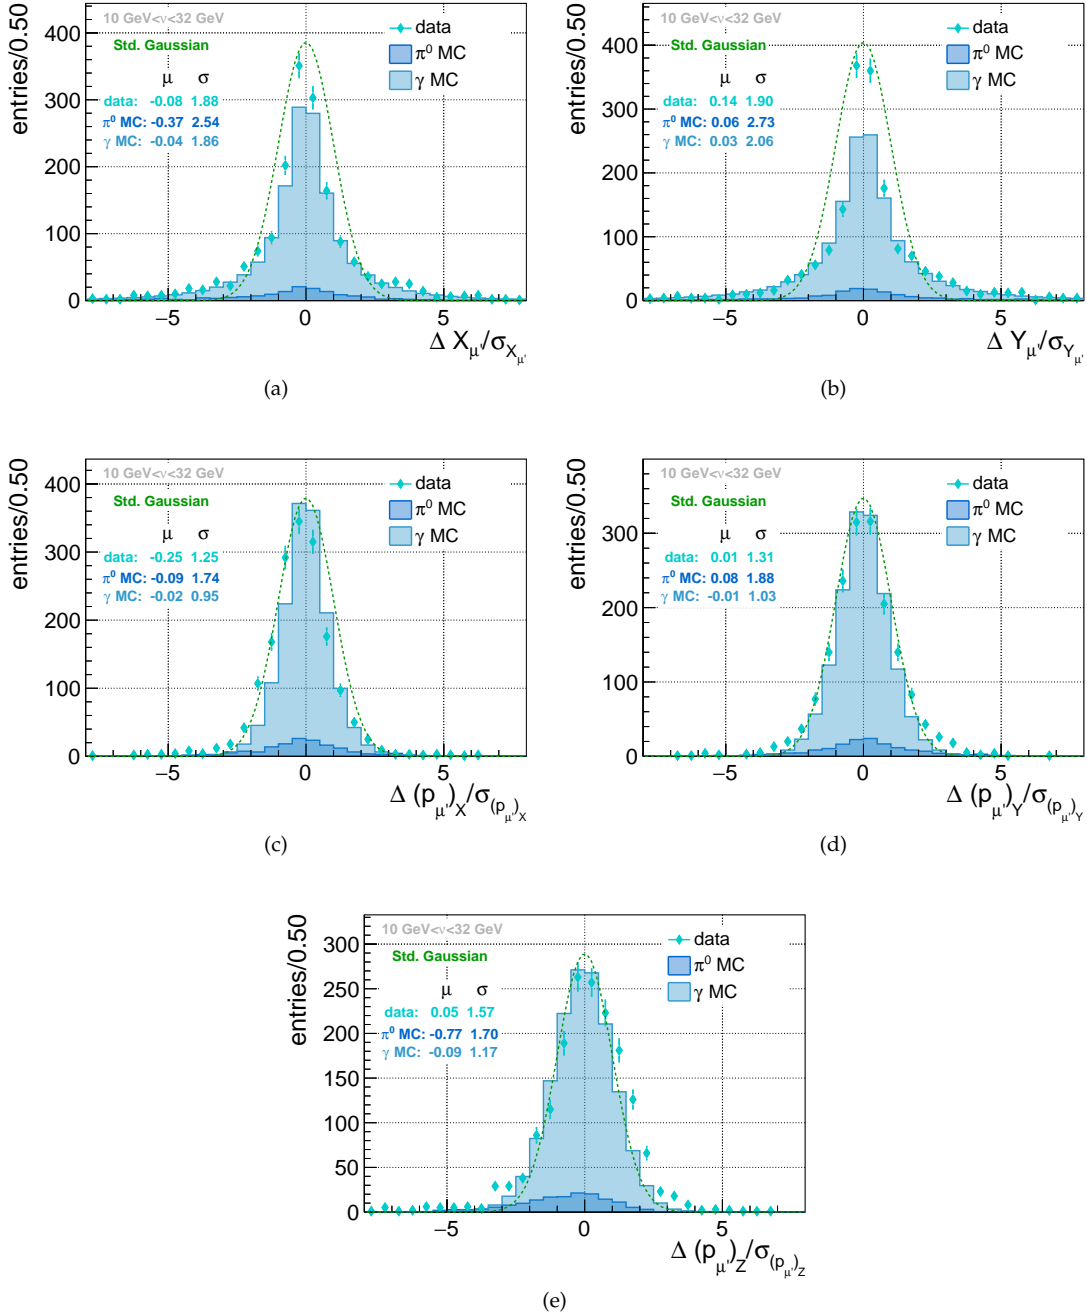 entries/0.50
10 GeV<ν<32 GeV
Std. Gaussian
μ σ
data: -0.08 1.88
π⁰ MC: -0.37 2.54
γ MC: -0.04 1.86
data
π⁰ MC
γ MC
400
300
200
100
0
−5 0 5
Δ X_μ'/σ_X_μ'
(a)
entries/0.50
10 GeV<ν<32 GeV
Std. Gaussian
μ σ
data: 0.14 1.90
π⁰ MC: 0.06 2.73
γ MC: 0.03 2.06
data
π⁰ MC
γ MC
400
300
200
100
0
−5 0 5
Δ Y_μ'/σ_Y_μ'
(b)
entries/0.50
10 GeV<ν<32 GeV
Std. Gaussian
μ σ
data: -0.25 1.25
π⁰ MC: -0.09 1.74
γ MC: -0.02 0.95
data
π⁰ MC
γ MC
400
300
200
100
0
−5 0 5
Δ (p_μ')_X/σ_(p_μ')_X
(c)
entries/0.50
10 GeV<ν<32 GeV
Std. Gaussian
μ σ
data: 0.01 1.31
π⁰ MC: 0.08 1.88
γ MC: -0.01 1.03
data
π⁰ MC
γ MC
300
200
100
0
−5 0 5
Δ (p_μ')_Y/σ_(p_μ')_Y
(d)
entries/0.50
10 GeV<ν<32 GeV
Std. Gaussian
μ σ
data: 0.05 1.57
π⁰ MC: -0.77 1.70
γ MC: -0.09 1.17
data
π⁰ MC
γ MC
300
250
200
150
100
50
0
−5 0 5
Δ (p_μ')_Z/σ_(p_μ')_Z
(e)